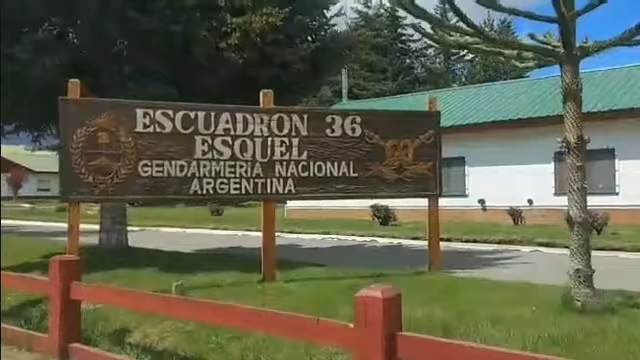 ESCUADRON 36
ESQUEL
GENDARMERIA NACIONAL
ARGENTINA